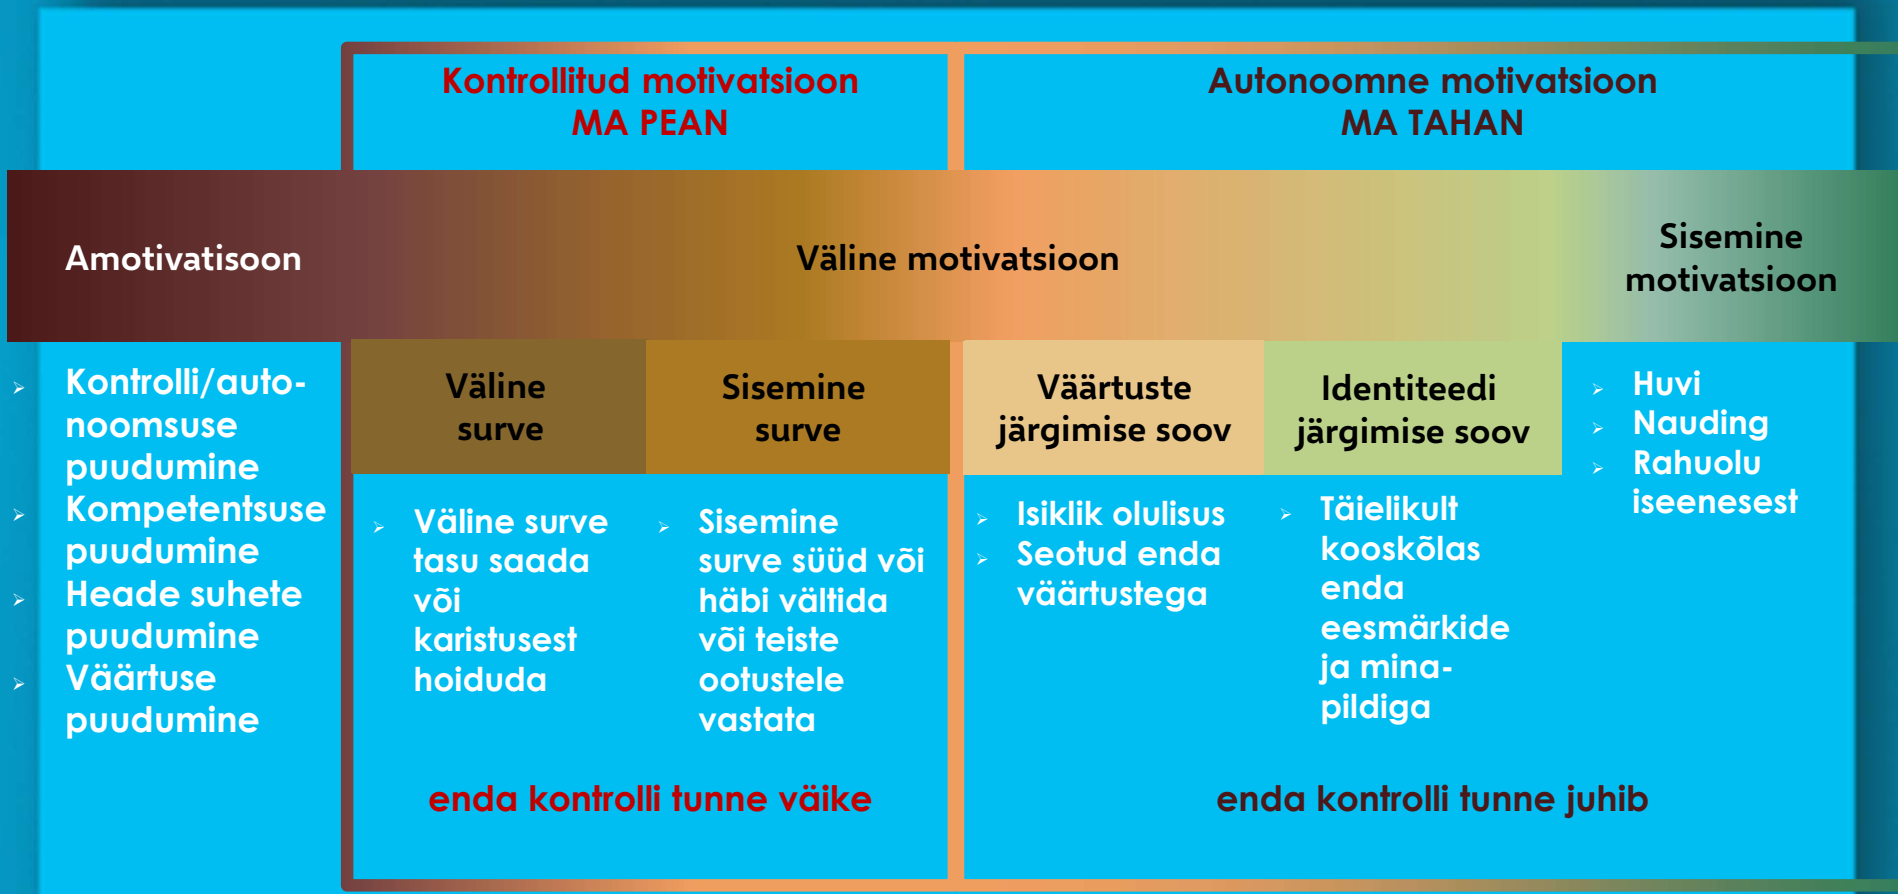 Kontrollitud motivatsioon
MA PEAN
Autonoomne motivatsioon
MA TAHAN
Amotivatisoon
Väline motivatsioon
Sisemine
motivatsioon
Kontrolli/auto-
noomsuse
puudumine
Kompetentsuse
puudumine
Heade suhete
puudumine
Väärtuse
puudumine
Väline
surve
Väline surve
tasu saada
või
karistusest
hoiduda
Sisemine
surve
Sisemine
surve süüd või
häbi vältida
või teiste
ootustele
vastata
enda kontrolli tunne väike
Väärtuste
järgimise soov
Isiklik olulisus
Seotud enda
väärtustega
Identiteedi
järgimise soov
Täielikult
kooskõlas
enda
eesmärkide
ja mina-
pildiga
Huvi
Nauding
Rahuolu
iseenesest
enda kontrolli tunne juhib